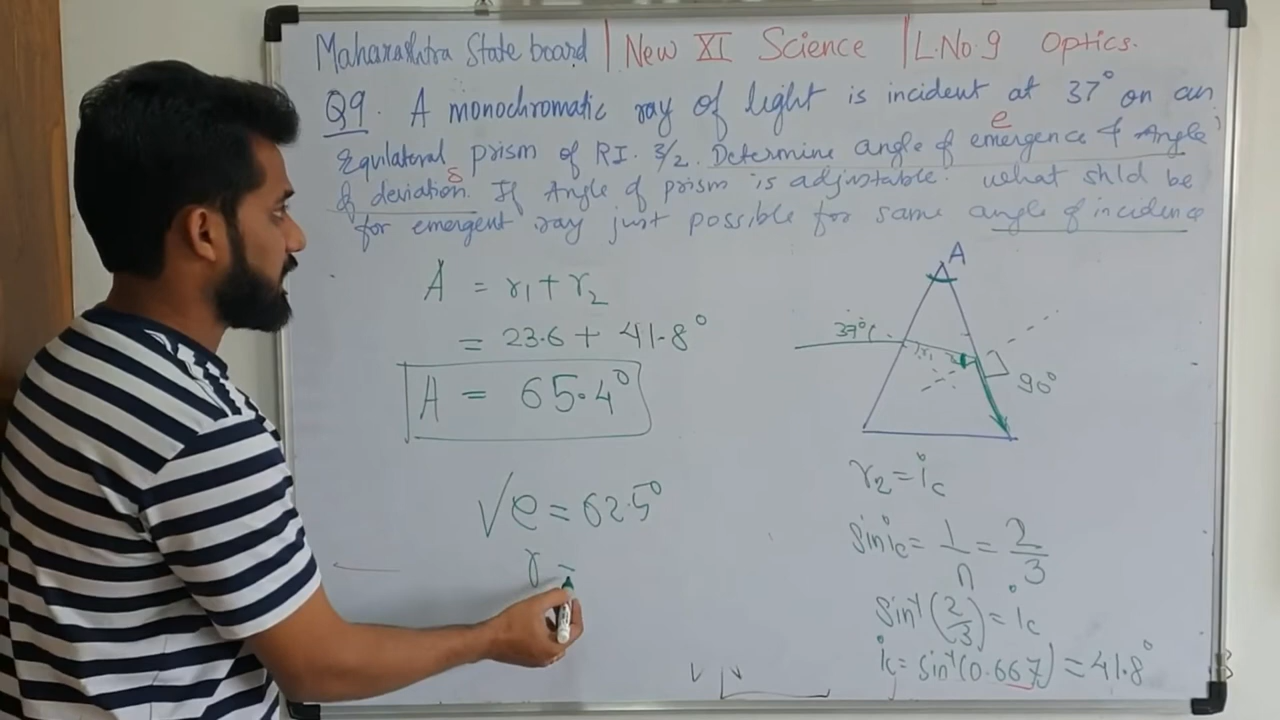 Maharashtra State board | New XI Science | L.No.9 Optics.
Q9. A monochromatic ray of light is incident at 37° on an
Equilateral prism of RI. 3/2. Determine angle of emergence & Angle
e
δ
of deviation. If Angle of prism is adjustable. what shld be
for emergent ray just possible for same angle of incidence
A = r₁ + r₂
= 23.6 + 41.8°
A = 65.4°
√e = 62.5°
A
37°
90°
r₂ = ic
Sin ic = 1/n = 2/3
Sin⁻¹(2/3) = ic
ic = Sin⁻¹(0.667) = 41.8°